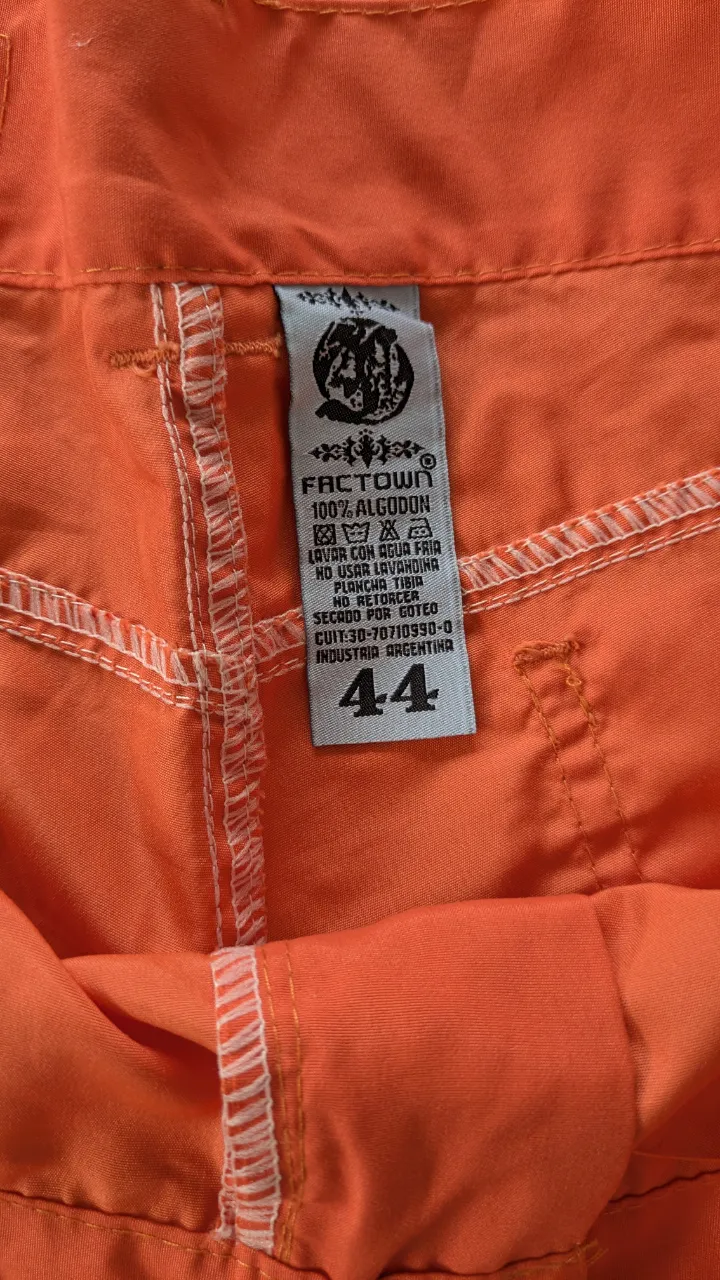 FACTOWN®
100% ALGODON
LAVAR CON AGUA FRIA
NO USAR LAVANDINA
PLANCHA TIBIA
NO RETORCER
SECADO POR GOTEO
CUIT:30-70710990-0
INDUSTRIA ARGENTINA
44